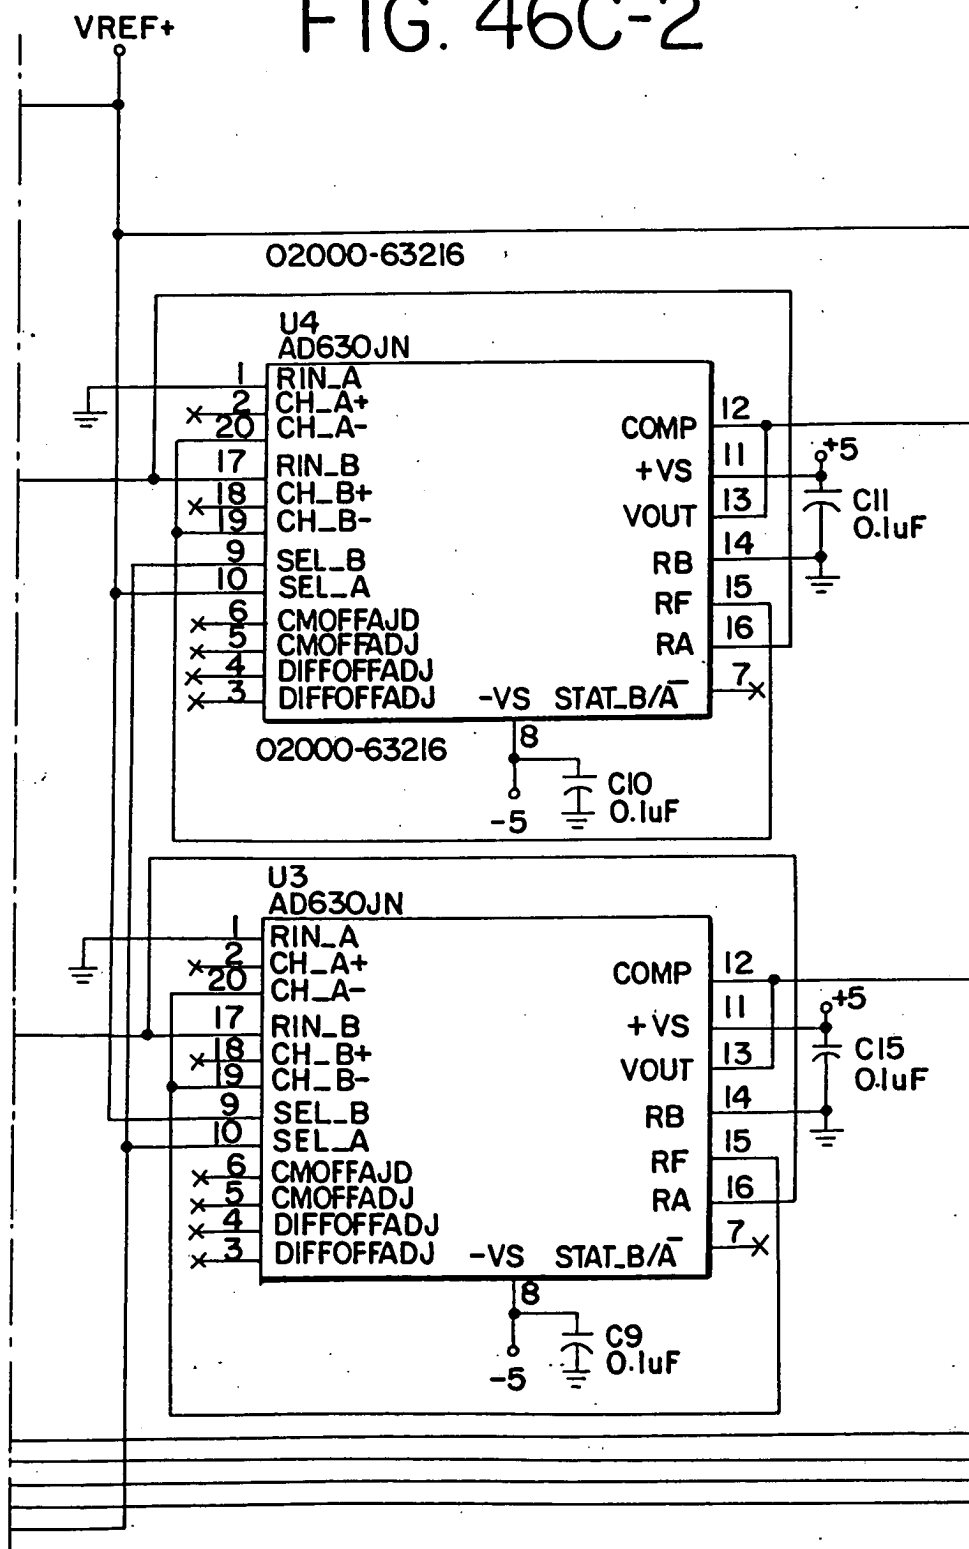 FIG. 46C-2
VREF+
02000-63216
U4
AD630JN
1 RIN_A
2 CH_A+
20 CH_A-
17 RIN_B
18 CH_B+
19 CH_B-
9 SEL_B
10 SEL_A
6 CMOFFAJD
5 CMOFFADJ
4 DIFFOFFADJ
3 DIFFOFFADJ
COMP 12
+VS 11
VOUT 13
RB 14
RF 15
RA 16
-VS STAT_B/A̅ 7
8
+5
C11
0.1uF
02000-63216
-5
C10
0.1uF
U3
AD630JN
1 RIN_A
2 CH_A+
20 CH_A-
17 RIN_B
18 CH_B+
19 CH_B-
9 SEL_B
10 SEL_A
6 CMOFFAJD
5 CMOFFADJ
4 DIFFOFFADJ
3 DIFFOFFADJ
COMP 12
+VS 11
VOUT 13
RB 14
RF 15
RA 16
-VS STAT_B/A̅ 7
8
+5
C15
0.1uF
-5
C9
0.1uF